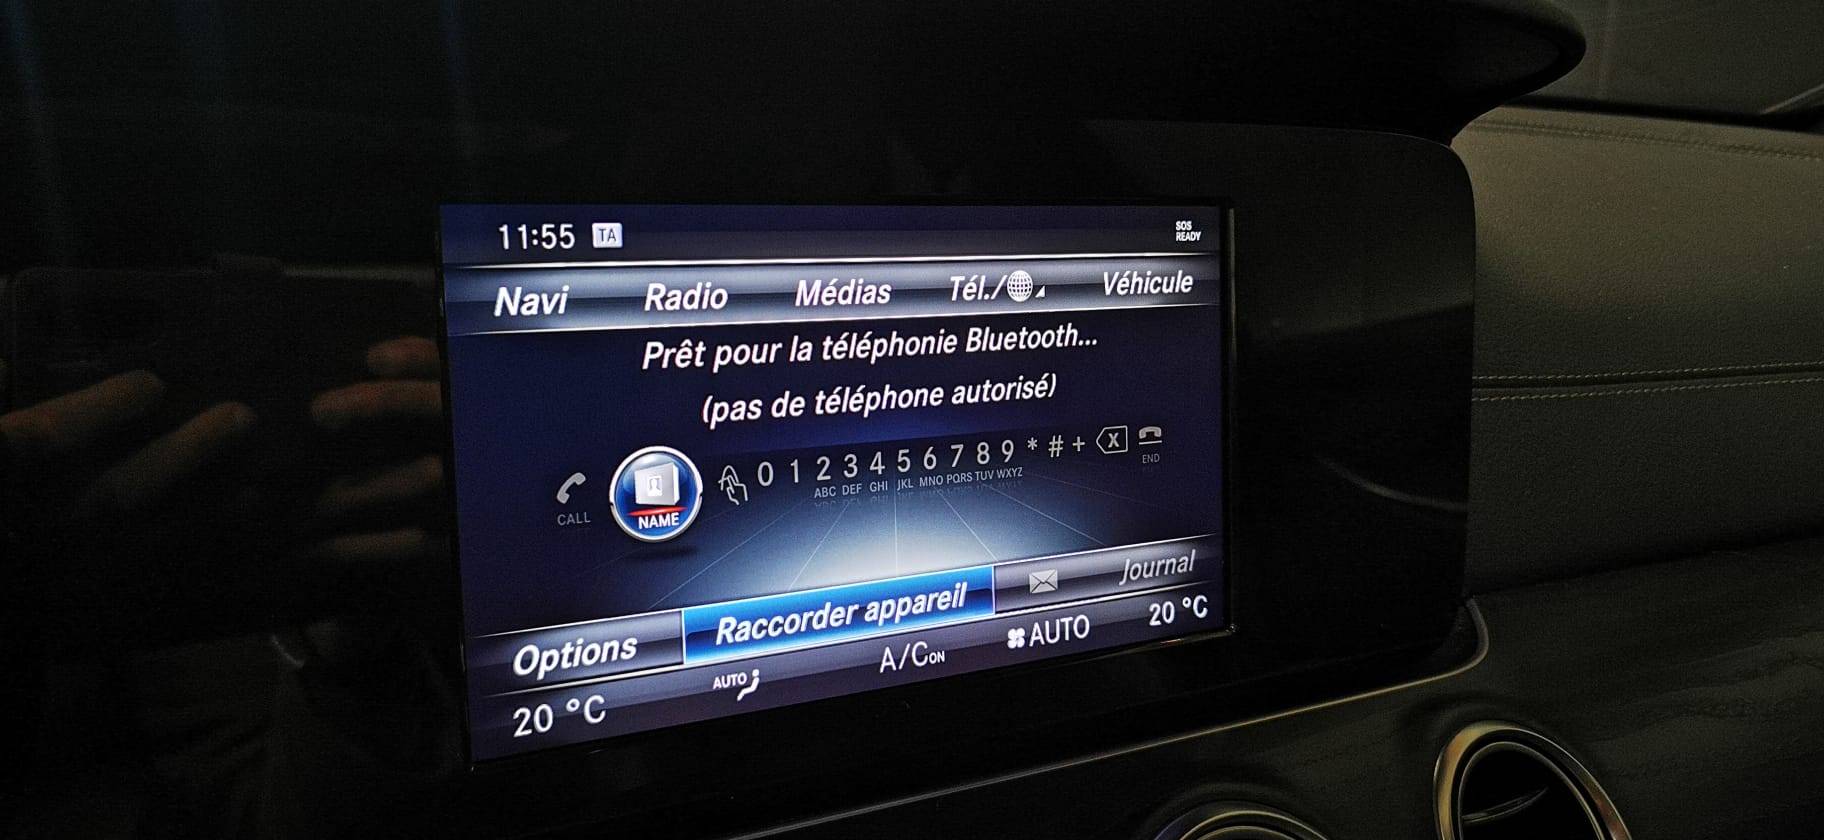 11:55 TA
SOS
READY
Navi Radio Médias Tél./ Véhicule
Prêt pour la téléphonie Bluetooth...
(pas de téléphone autorisé)
CALL
NAME
0 1 2 3 4 5 6 7 8 9 * # + X
ABC DEF GHI JKL MNO PQRS TUV WXYZ
END
Options Raccorder appareil Journal
20 °C AUTO A/C ON AUTO 20 °C